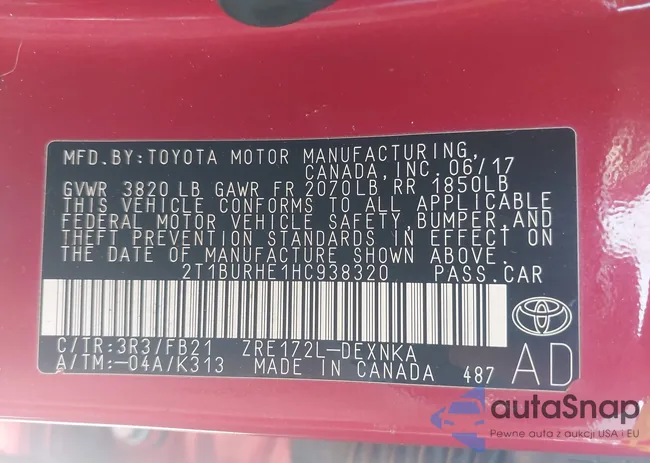 MFD. BY: TOYOTA MOTOR MANUFACTURING,
CANADA, INC. 06/17
GVWR 3820 LB GAWR FR 2070LB, RR 1850LB
THIS VEHICLE CONFORMS TO ALL APPLICABLE
FEDERAL MOTOR VEHICLE SAFETY, BUMPER, AND
THEFT PREVENTION STANDARDS IN EFFECT ON
THE DATE OF MANUFACTURE SHOWN ABOVE.
2T1BURHE1HC938320 PASS. CAR
C/TR: 3R3/FB21 ZRE172L-DEXNKA
A/TM: -04A/K313 MADE IN CANADA 487 AD
autaSnap
Pewne auta z aukcji USA i EU